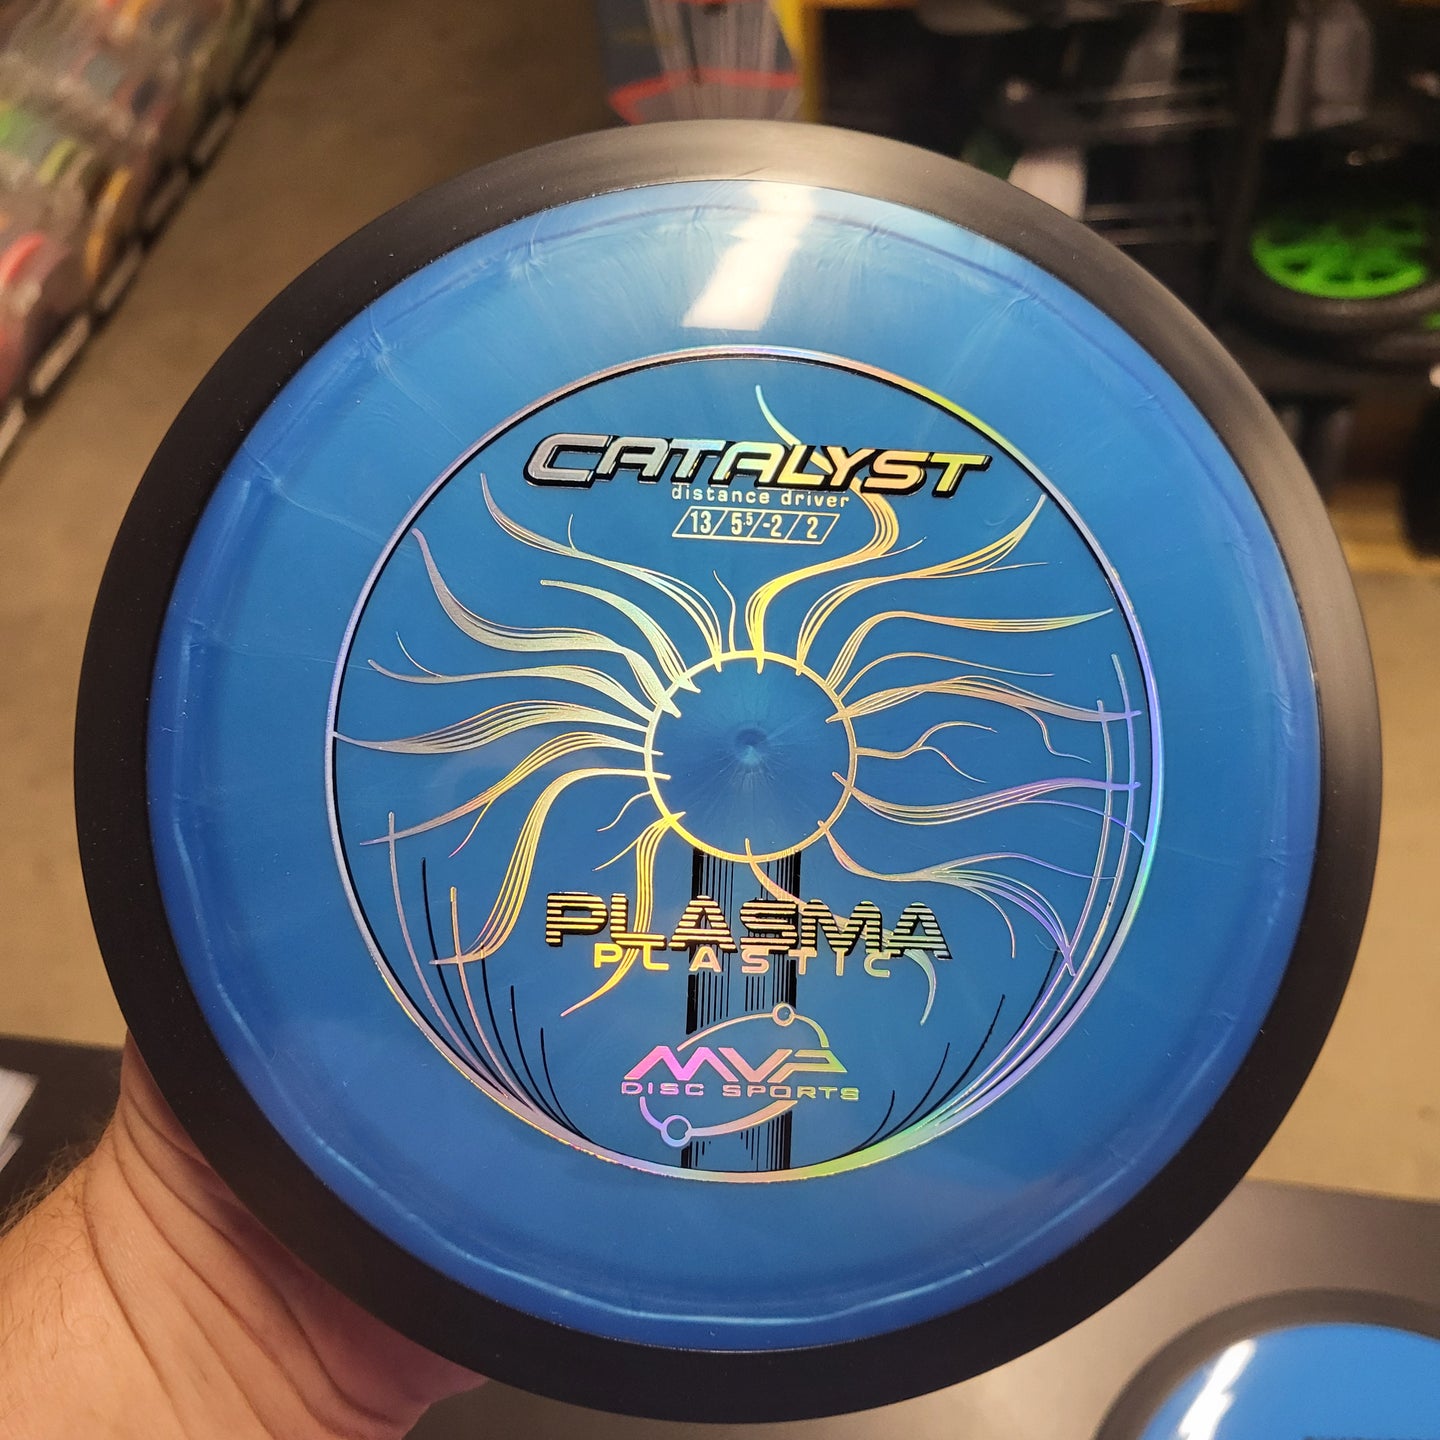 CATALYST
distance driver
13/5.5/-2/2
PLASMA
PLASTIC
MVP
DISC SPORTS